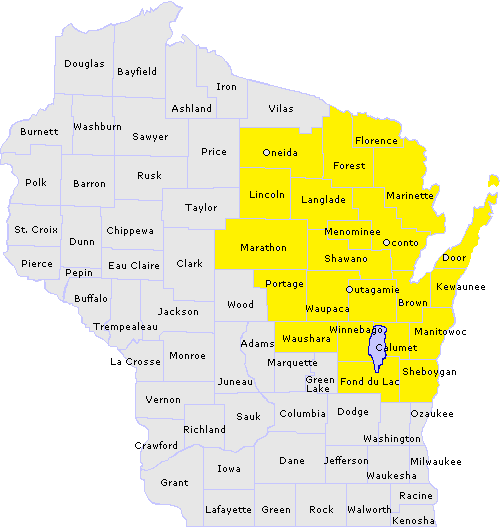 Douglas
Bayfield
Iron
Ashland
Vilas
Florence
Burnett
Washburn
Sawyer
Price
Oneida
Forest
Polk
Barron
Rusk
Lincoln
Langlade
Marinette
Taylor
St. Croix
Dunn
Chippewa
Menominee
Oconto
Marathon
Shawano
Door
Pierce
Pepin
Eau Claire
Clark
Buffalo
Portage
Outagamie
Kewaunee
Wood
Waupaca
Brown
Trempealeau
Jackson
Winnebago
Manitowoc
Waushara
Adams
Calumet
La Crosse
Monroe
Marquette
Sheboygan
Juneau
Green
Lake
Fond du Lac
Vernon
Sauk
Columbia
Dodge
Ozaukee
Richland
Crawford
Washington
Iowa
Dane
Jefferson
Milwaukee
Waukesha
Grant
Racine
Lafayette
Green
Rock
Walworth
Kenosha